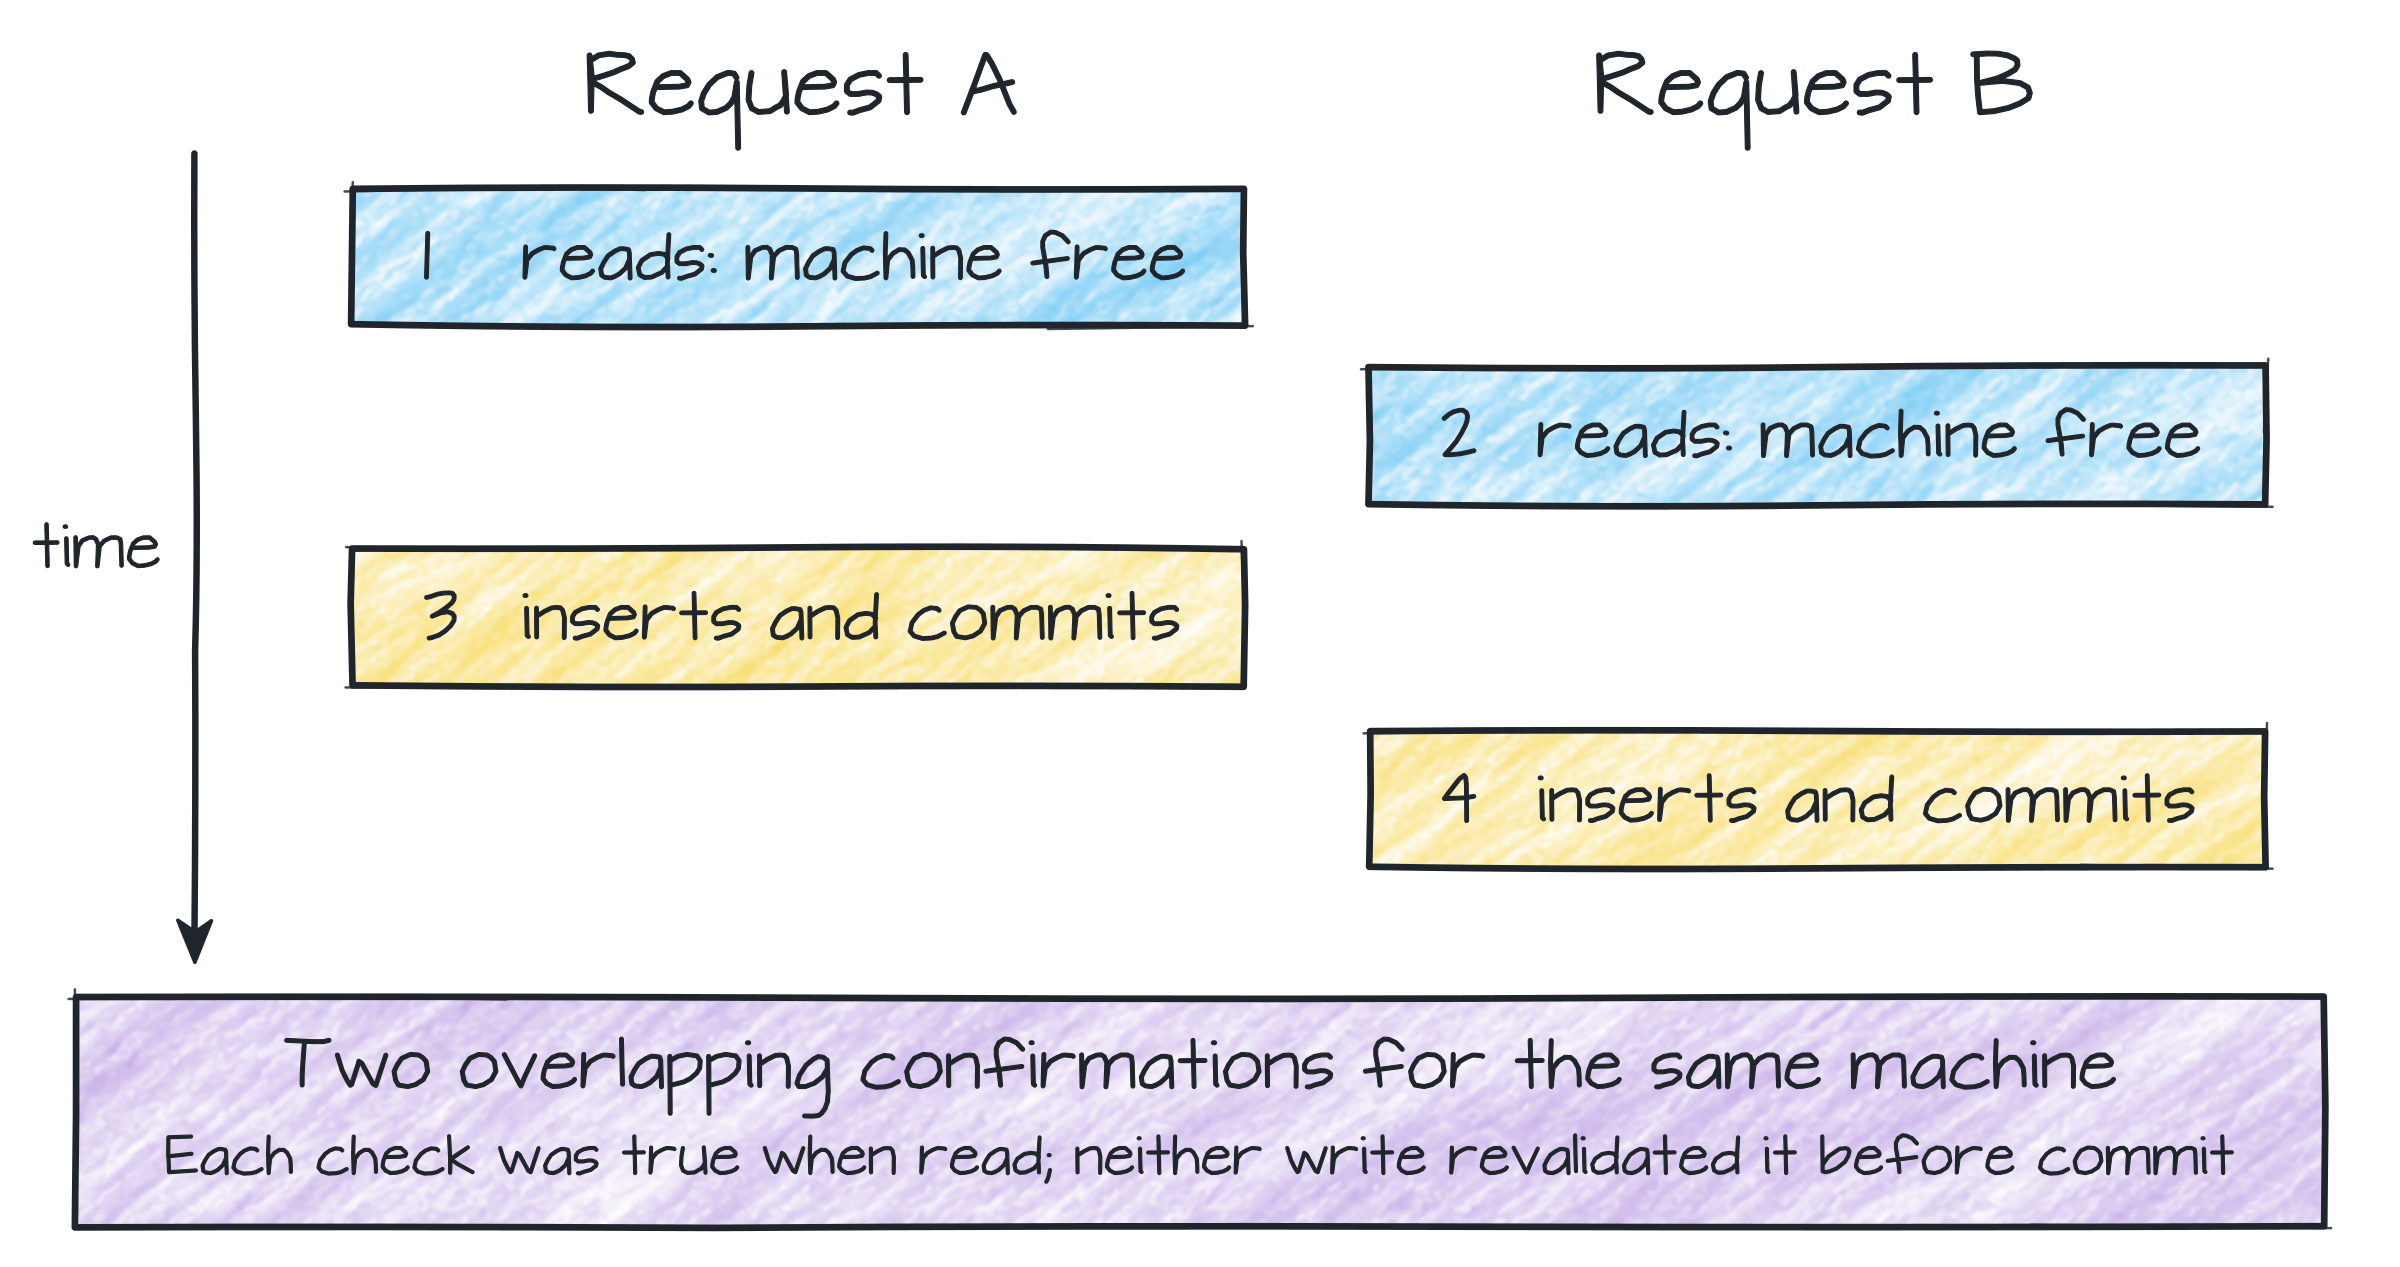 Request A
Request B
1 reads: machine free
2 reads: machine free
time
3 inserts and commits
4 inserts and commits
Two overlapping confirmations for the same machine
Each check was true when read; neither write revalidated it before commit